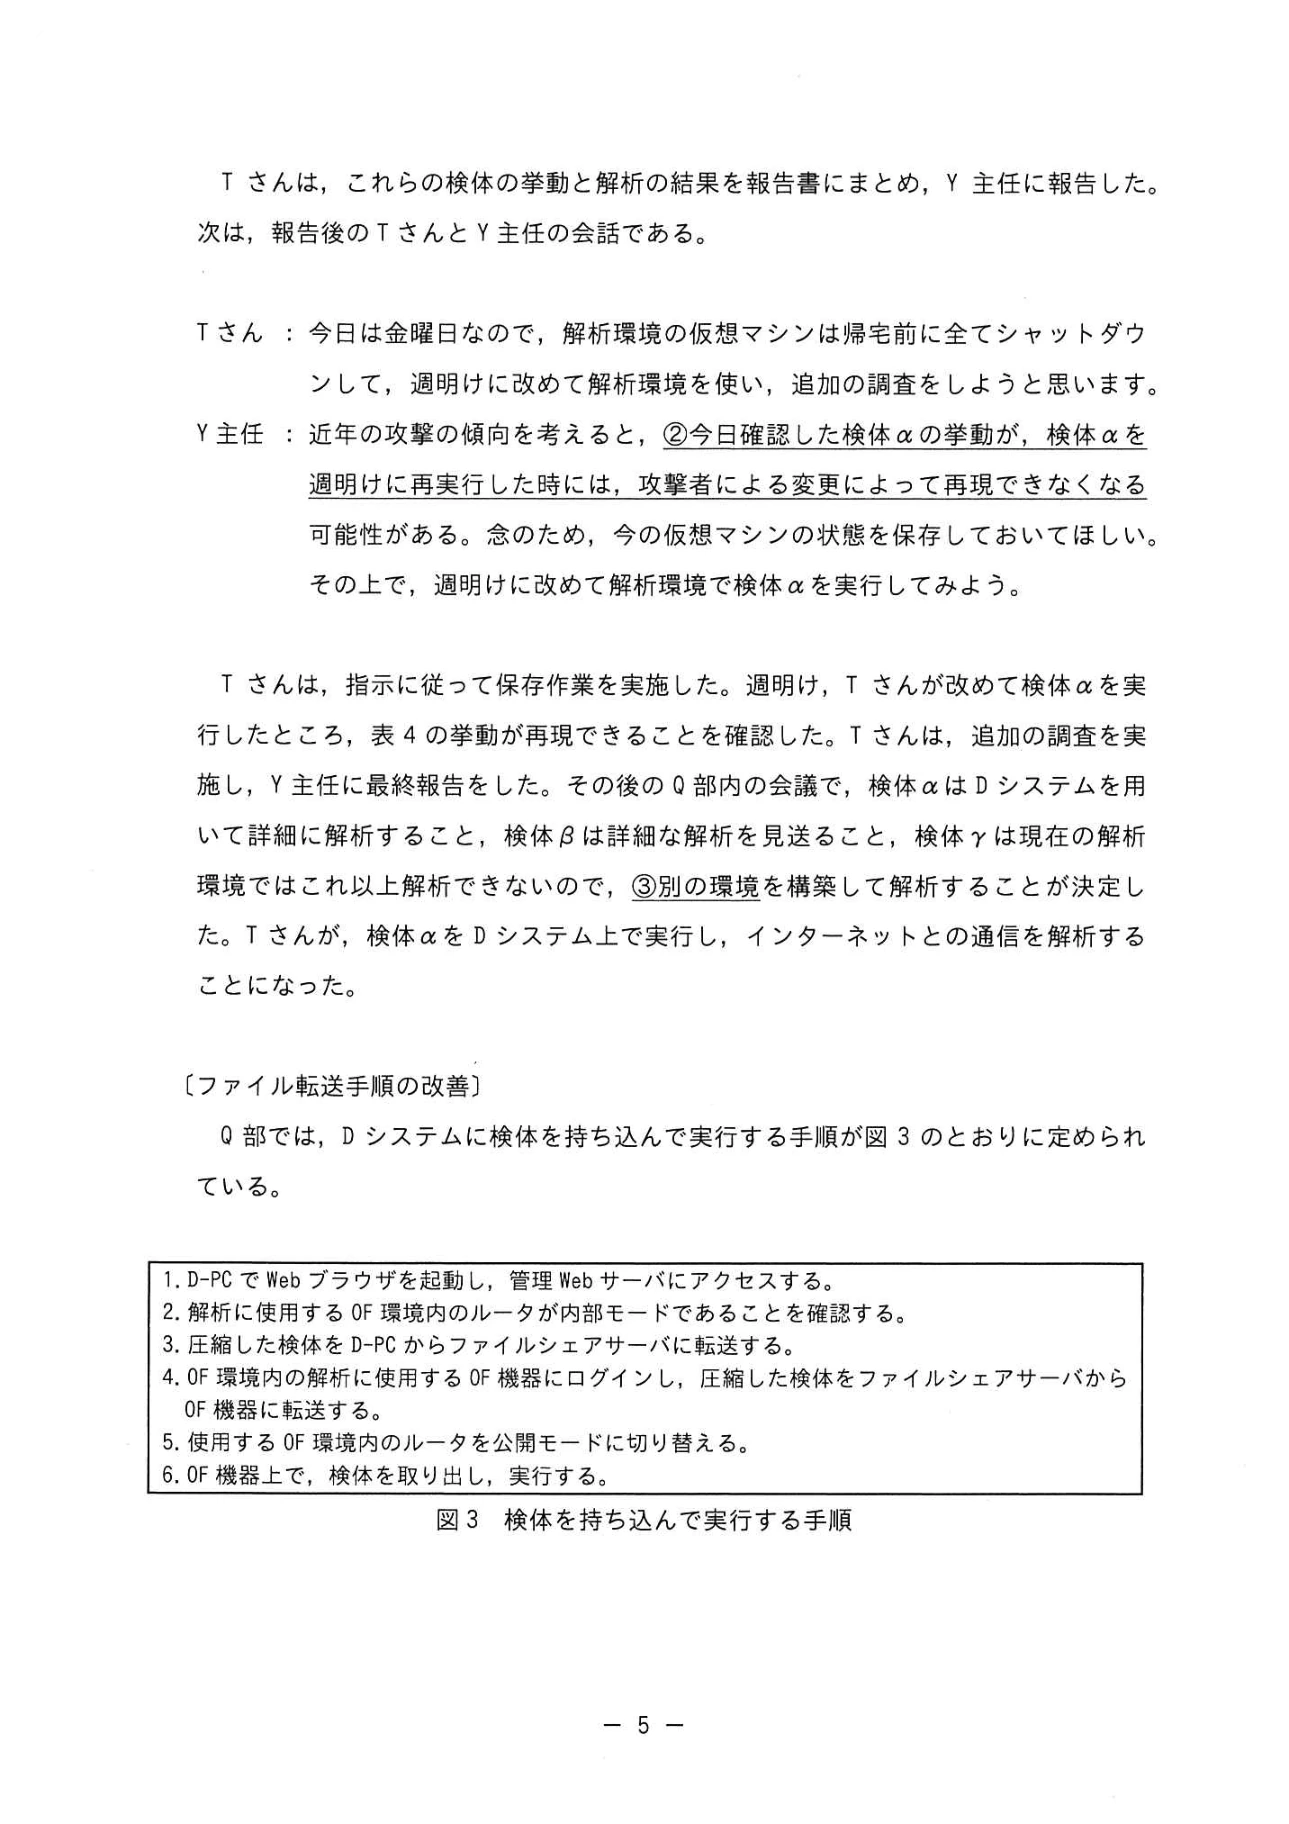 T さんは，これらの検体の挙動と解析の結果を報告書にまとめ，Y 主任に報告した。
次は，報告後の T さんと Y 主任の会話である。
T さん ：今日は金曜日なので，解析環境の仮想マシンは帰宅前に全てシャットダウ
ンして，週明けに改めて解析環境を使い，追加の調査をしようと思います。
Y 主任 ：近年の攻撃の傾向を考えると，②今日確認した検体αの挙動が，検体αを
週明けに再実行した時には，攻撃者による変更によって再現できなくなる
可能性がある。念のため，今の仮想マシンの状態を保存しておいてほしい。
その上で，週明けに改めて解析環境で検体αを実行してみよう。
T さんは，指示に従って保存作業を実施した。週明け，T さんが改めて検体αを実
行したところ，表 4 の挙動が再現できることを確認した。T さんは，追加の調査を実
施し，Y 主任に最終報告をした。その後の Q 部内の会議で，検体αは D システムを用
いて詳細に解析すること，検体βは詳細な解析を見送ること，検体γは現在の解析
環境ではこれ以上解析できないので，③別の環境を構築して解析することが決定し
た。T さんが，検体αを D システム上で実行し，インターネットとの通信を解析する
ことになった。
〔ファイル転送手順の改善〕
Q 部では，D システムに検体を持ち込んで実行する手順が図 3 のとおりに定められ
ている。
1. D-PC で Web ブラウザを起動し，管理 Web サーバにアクセスする。
2. 解析に使用する OF 環境内のルータが内部モードであることを確認する。
3. 圧縮した検体を D-PC からファイルシェアサーバに転送する。
4. OF 環境内の解析に使用する OF 機器にログインし，圧縮した検体をファイルシェアサーバから
OF 機器に転送する。
5. 使用する OF 環境内のルータを公開モードに切り替える。
6. OF 機器上で，検体を取り出し，実行する。
図 3　検体を持ち込んで実行する手順
－ 5 －